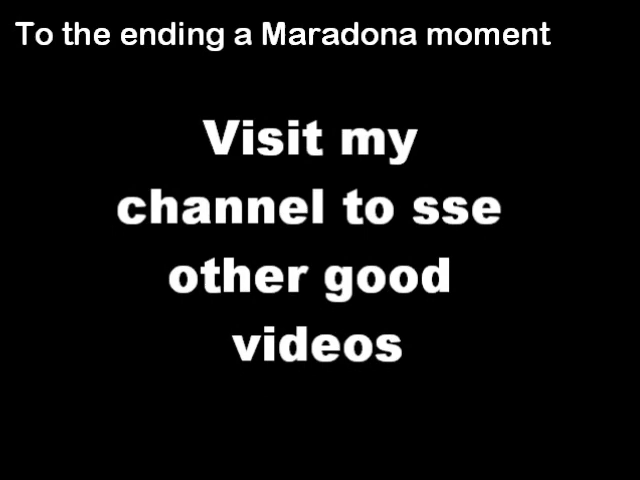 To the ending a Maradona moment
Visit my
channel to sse
other good
videos